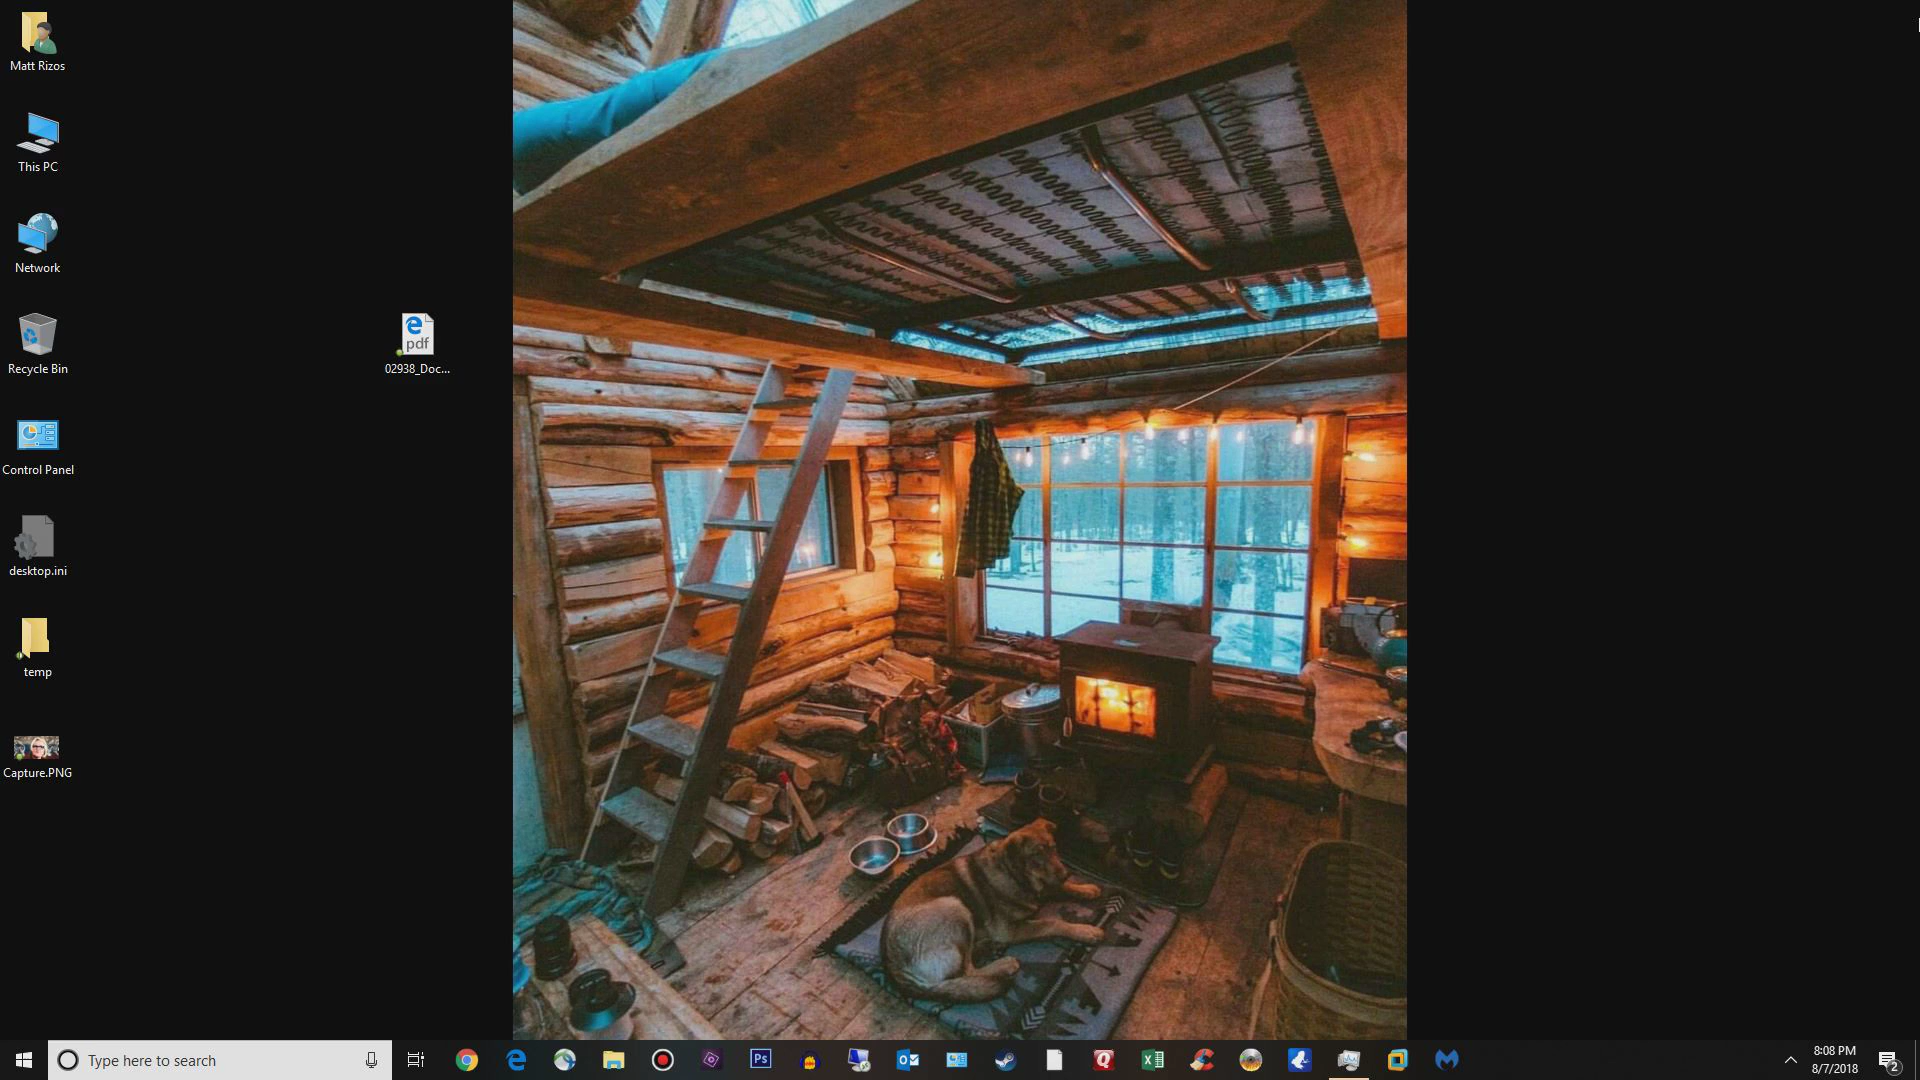 Matt Rizos
This PC
Network
Recycle Bin
Control Panel
desktop.ini
temp
Capture.PNG
pdf
02938_Doc...
Type here to search
Ps
8:08 PM
8/7/2018
2